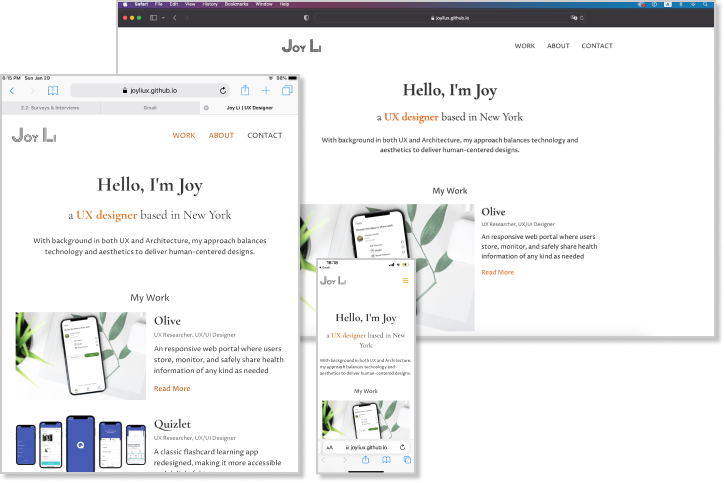 Safari File Edit View History Bookmarks Window Help
joyliux.github.io
Joy Li
WORK ABOUT CONTACT
Hello, I'm Joy
a UX designer based in New York
With background in both UX and Architecture, my approach balances technology and
aesthetics to deliver human-centered designs.
My Work
Olive
UX Researcher, UX/UI Designer
An responsive web portal where users
store, monitor, and safely share health
information of any kind as needed
Read More
6:15 PM Sun Jan 29
98%
AA
joyliux.github.io
2.2: Surveys & Interviews
Email
Joy Li | UX Designer
Joy Li
WORK ABOUT CONTACT
Hello, I'm Joy
a UX designer based in New York
With background in both UX and Architecture, my approach balances
technology and aesthetics to deliver human-centered designs.
My Work
Olive
UX Researcher, UX/UI Designer
An responsive web portal where users
store, monitor, and safely share health
information of any kind as needed
Read More
Q
Quizlet
UX Researcher, UX/UI Designer
A classic flashcard learning app
redesigned, making it more accessible
18:18
Joy Li
Hello, I'm Joy
a UX designer based in New
York
With background in both UX and Architecture,
my approach balances technology and
aesthetics to deliver human-centered designs.
My Work
AA joyliux.github.io